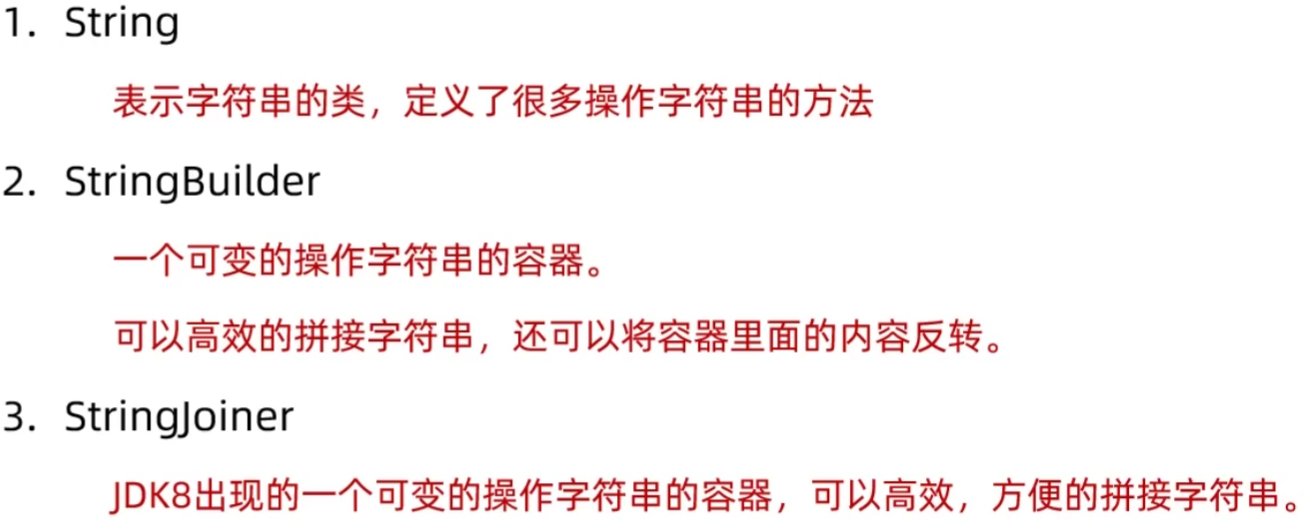 1. String
表示字符串的类，定义了很多操作字符串的方法
2. StringBuilder
一个可变的操作字符串的容器。
可以高效的拼接字符串，还可以将容器里面的内容反转。
3. StringJoiner
JDK8出现的一个可变的操作字符串的容器，可以高效，方便的拼接字符串。